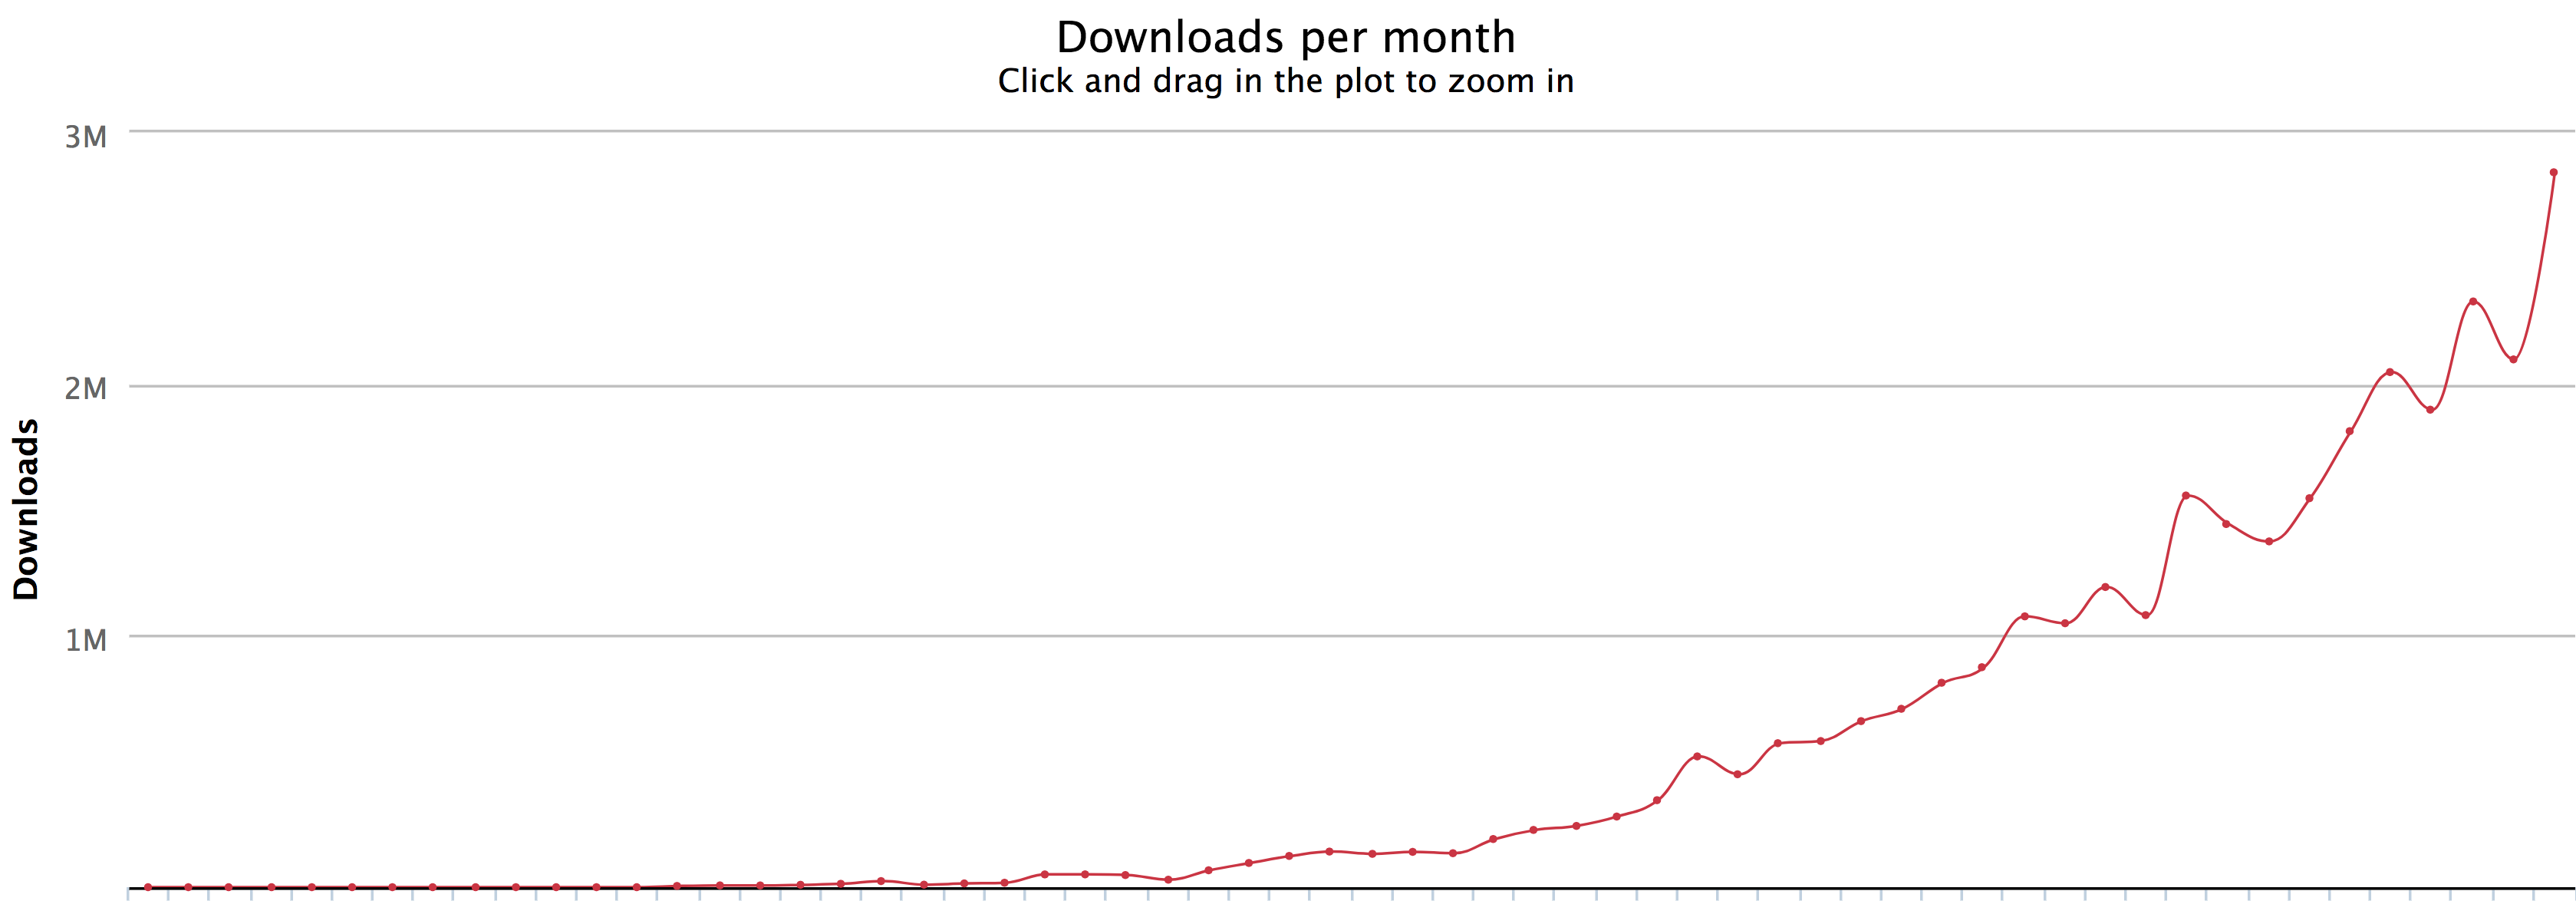 Downloads per month
Click and drag in the plot to zoom in
3M
2M
1M
Downloads